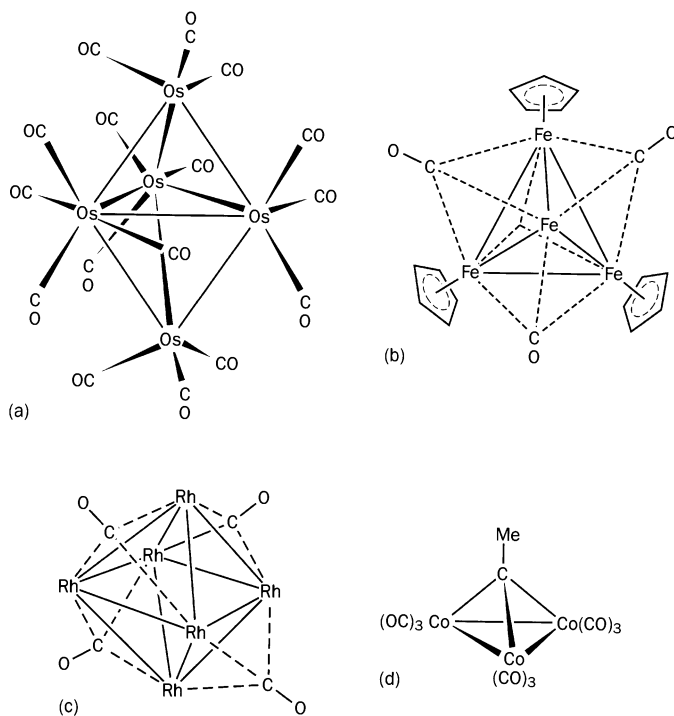 O
OC C
CO
Os
OC
OC CO
CO
Os
OC CO
Os Os
CO
C
O
C C
O O
Os
CO
OC
C
O
(a)
Fe
O C C O
Fe
Fe Fe
C
O
(b)
Rh
O O
C C
Rh
Rh Rh
Rh
C
O
Rh C
O
(c)
Me
C
(OC)₃ Co Co(CO)₃
Co
(CO)₃
(d)